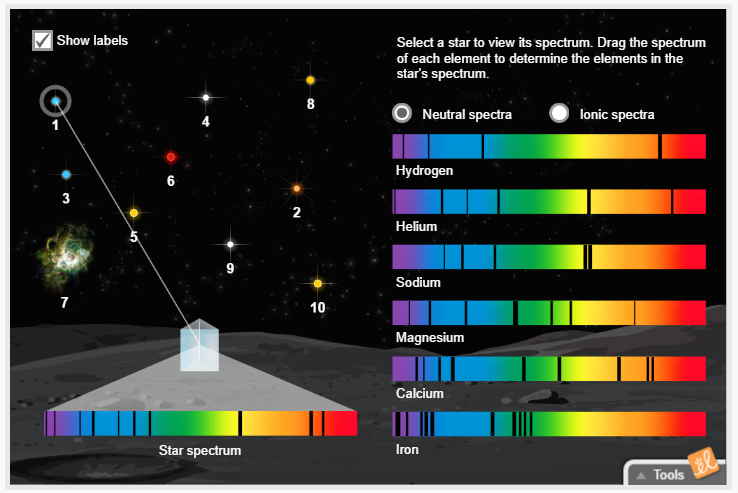 Show labels
Select a star to view its spectrum. Drag the spectrum
of each element to determine the elements in the
star's spectrum.
1
4
8
Neutral spectra
Ionic spectra
Hydrogen
6
3
2
Helium
5
9
7
10
Sodium
Magnesium
Calcium
Star spectrum
Iron
Tools
êl